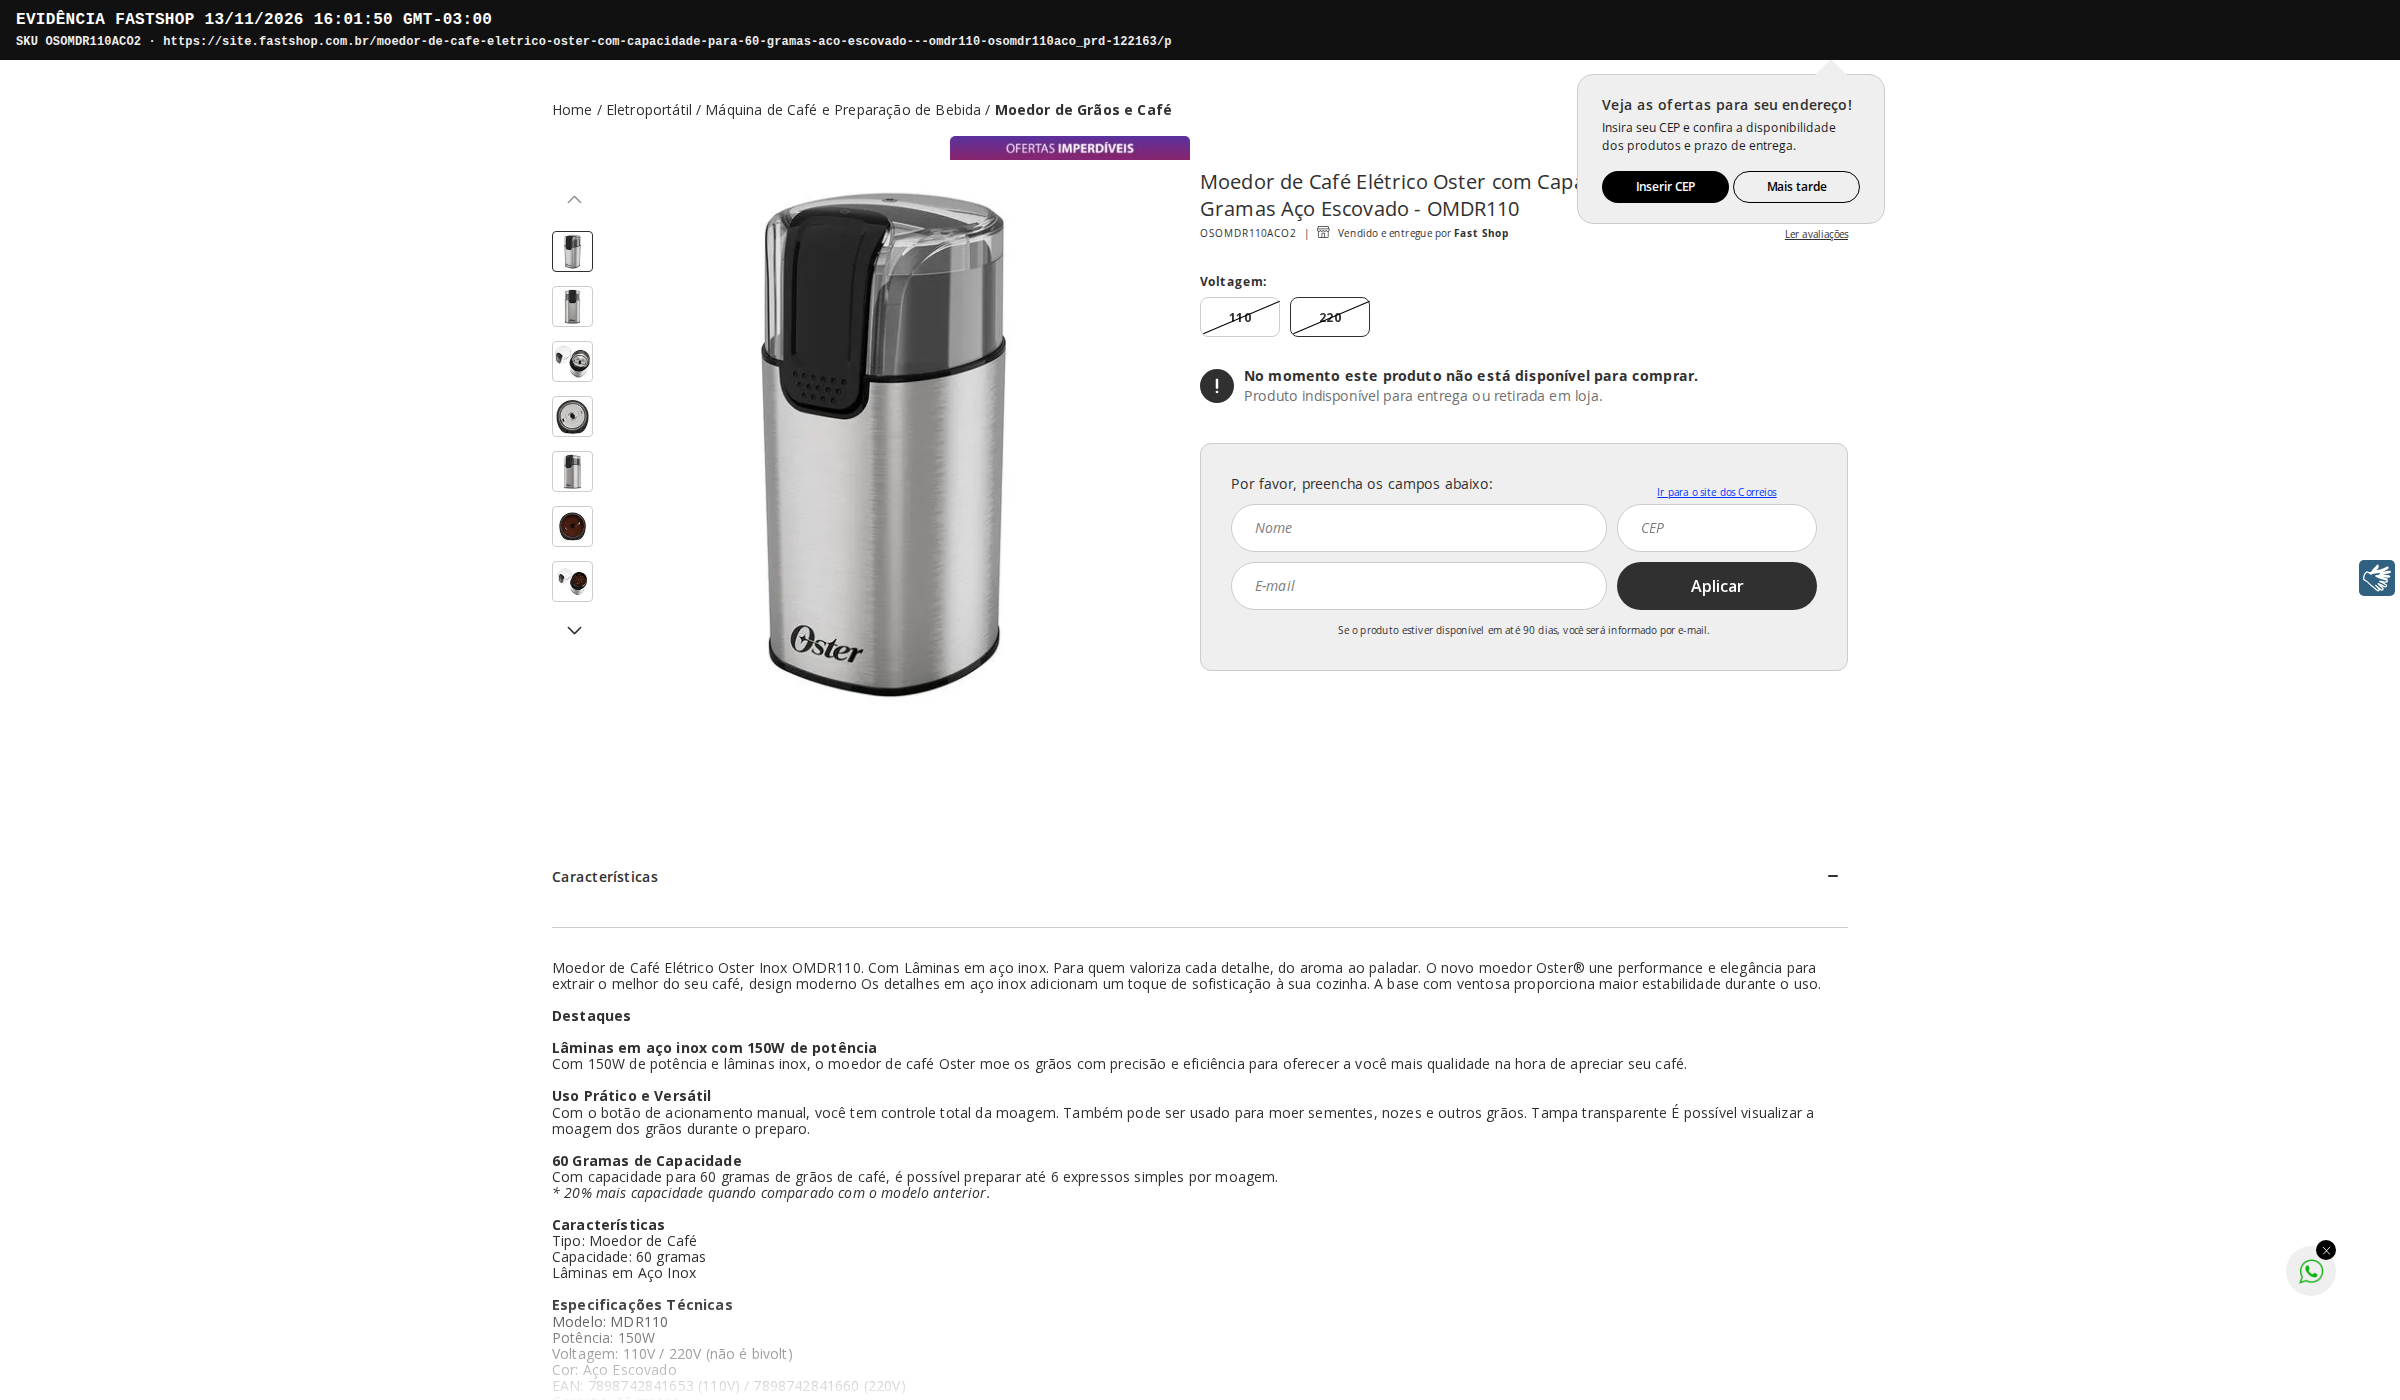 EVIDÊNCIA FASTSHOP 13/11/2026 16:01:50 GMT-03:00
SKU OSOMDR110ACO2 · https://site.fastshop.com.br/moedor-de-cafe-eletrico-oster-com-capacidade-para-60-gramas-aco-escovado---omdr110-osomdr110aco_prd-122163/p
Home / Eletroportátil / Máquina de Café e Preparação de Bebida / Moedor de Grãos e Café
Veja as ofertas para seu endereço!
Insira seu CEP e confira a disponibilidade
dos produtos e prazo de entrega.
Inserir CEP
Mais tarde
OFERTAS IMPERDÍVEIS
Moedor de Café Elétrico Oster com Capa
Gramas Aço Escovado - OMDR110
OSOMDR110ACO2 | Vendido e entregue por Fast Shop
Ler avaliações
Voltagem:
110
220
No momento este produto não está disponível para comprar.
Produto indisponível para entrega ou retirada em loja.
Por favor, preencha os campos abaixo:
Ir para o site dos Correios
Nome
CEP
E-mail
Aplicar
Se o produto estiver disponível em até 90 dias, você será informado por e-mail.
Oster
Características
Moedor de Café Elétrico Oster Inox OMDR110. Com Lâminas em aço inox. Para quem valoriza cada detalhe, do aroma ao paladar. O novo moedor Oster® une performance e elegância para
extrair o melhor do seu café, design moderno Os detalhes em aço inox adicionam um toque de sofisticação à sua cozinha. A base com ventosa proporciona maior estabilidade durante o uso.
Destaques
Lâminas em aço inox com 150W de potência
Com 150W de potência e lâminas inox, o moedor de café Oster moe os grãos com precisão e eficiência para oferecer a você mais qualidade na hora de apreciar seu café.
Uso Prático e Versátil
Com o botão de acionamento manual, você tem controle total da moagem. Também pode ser usado para moer sementes, nozes e outros grãos. Tampa transparente É possível visualizar a
moagem dos grãos durante o preparo.
60 Gramas de Capacidade
Com capacidade para 60 gramas de grãos de café, é possível preparar até 6 expressos simples por moagem.
* 20% mais capacidade quando comparado com o modelo anterior.
Características
Tipo: Moedor de Café
Capacidade: 60 gramas
Lâminas em Aço Inox
Especificações Técnicas
Modelo: MDR110
Potência: 150W
Voltagem: 110V / 220V (não é bivolt)
Cor: Aço Escovado
EAN: 7898742841653 (110V) / 7898742841660 (220V)